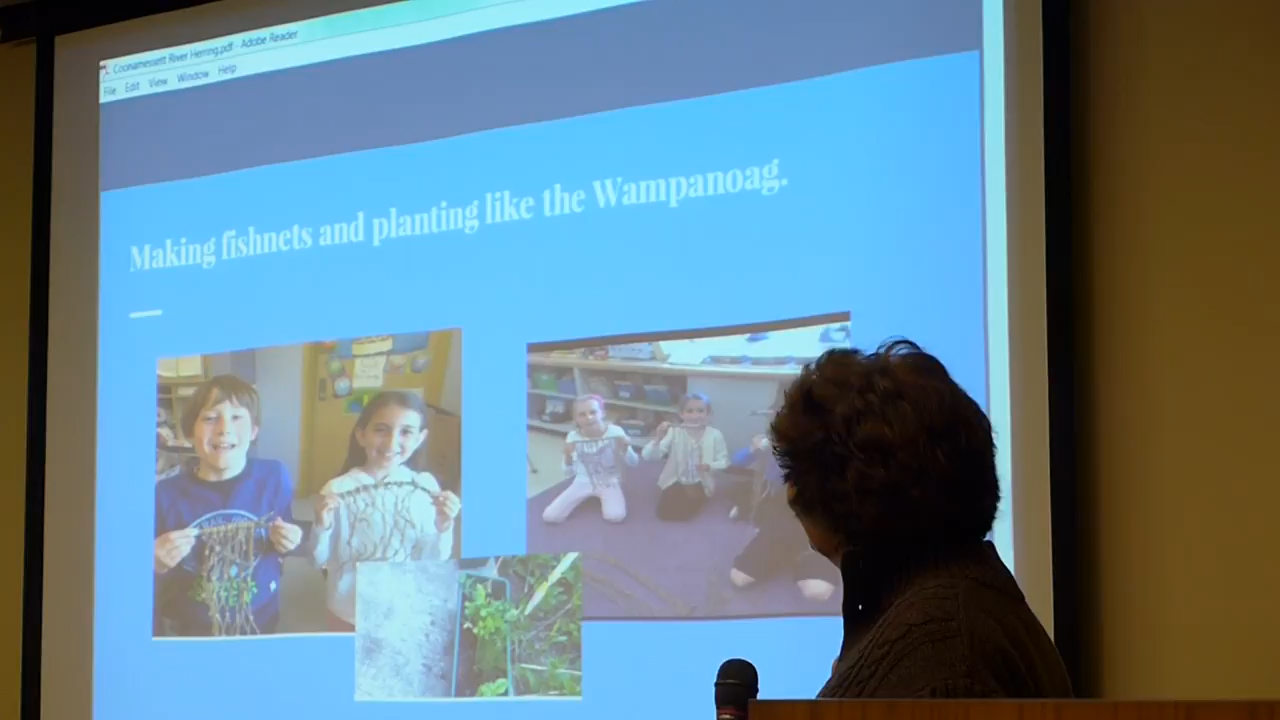 Coonamessett River Herring.pdf - Adobe Reader
File Edit View Window Help
Making fishnets and planting like the Wampanoag.